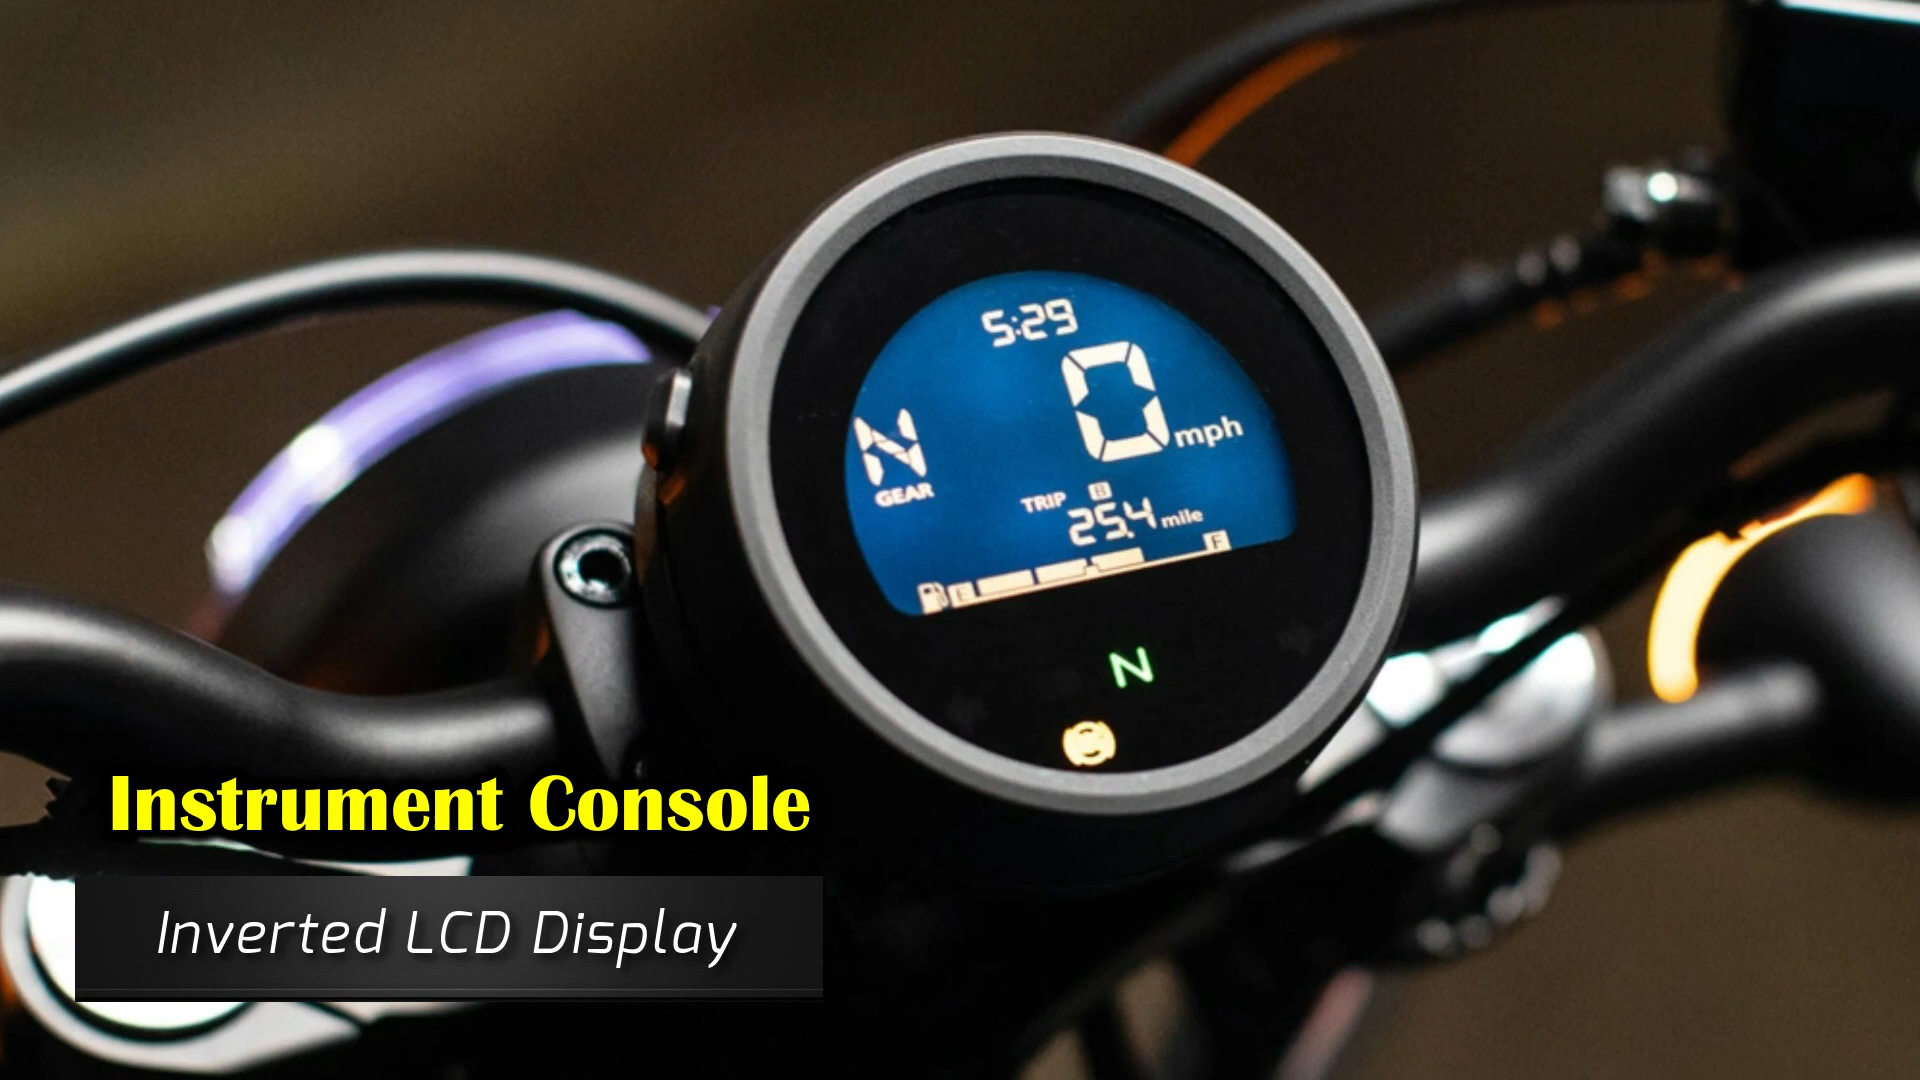 5:29
0 mph
N
GEAR
TRIP B
25.4 mile
E F
N
Instrument Console
Inverted LCD Display